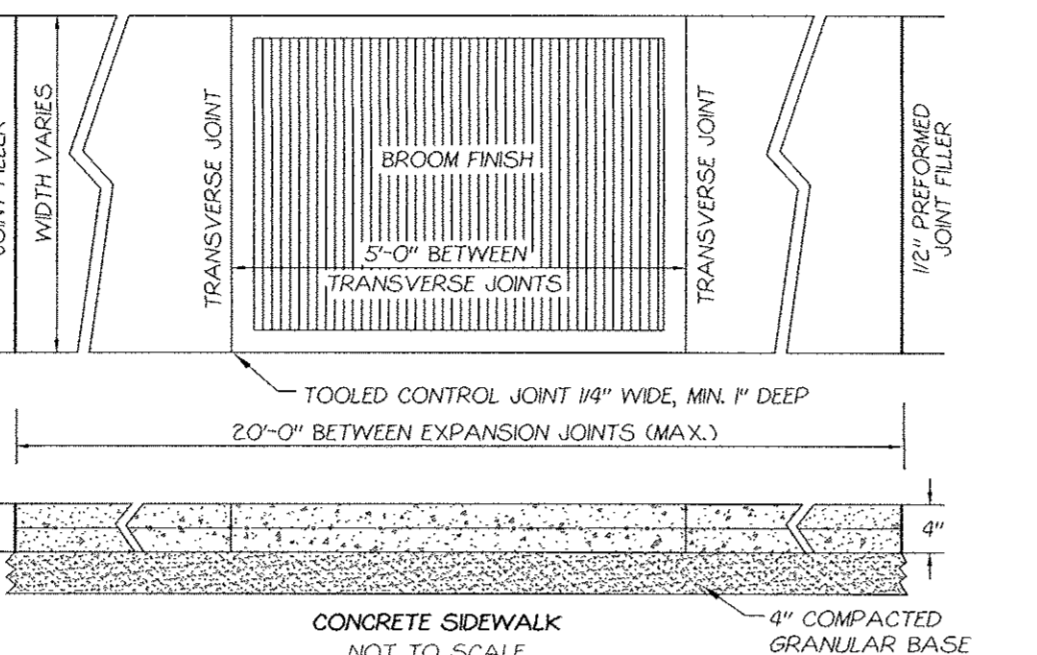 WIDTH VARIES
TRANSVERSE JOINT
BROOM FINISH
5'-0" BETWEEN
TRANSVERSE JOINTS
TRANSVERSE JOINT
1/2" PREFORMED
JOINT FILLER
TOOLED CONTROL JOINT 1/4" WIDE, MIN. 1" DEEP
20'-0" BETWEEN EXPANSION JOINTS (MAX.)
4"
CONCRETE SIDEWALK
NOT TO SCALE
4" COMPACTED
GRANULAR BASE